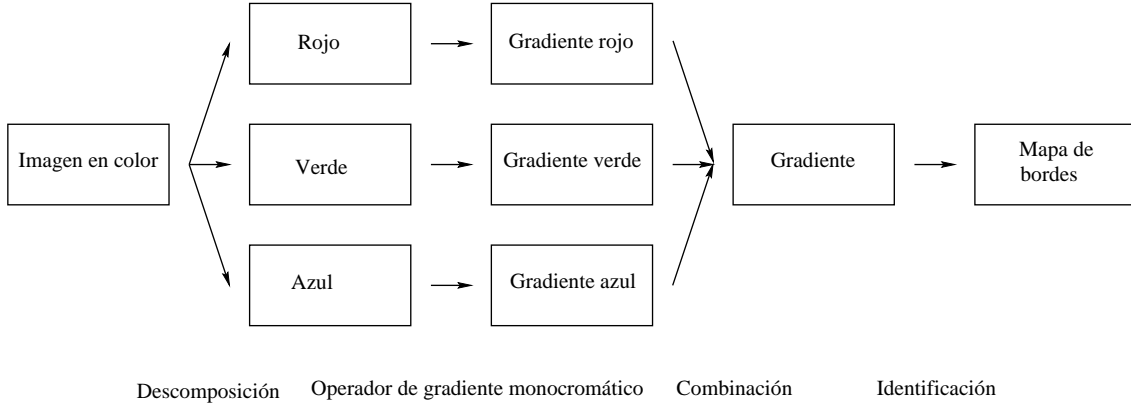 Rojo
Gradiente rojo
Imagen en color
Verde
Gradiente verde
Gradiente
Mapa de
bordes
Azul
Gradiente azul
Descomposición
Operador de gradiente monocromático
Combinación
Identificación